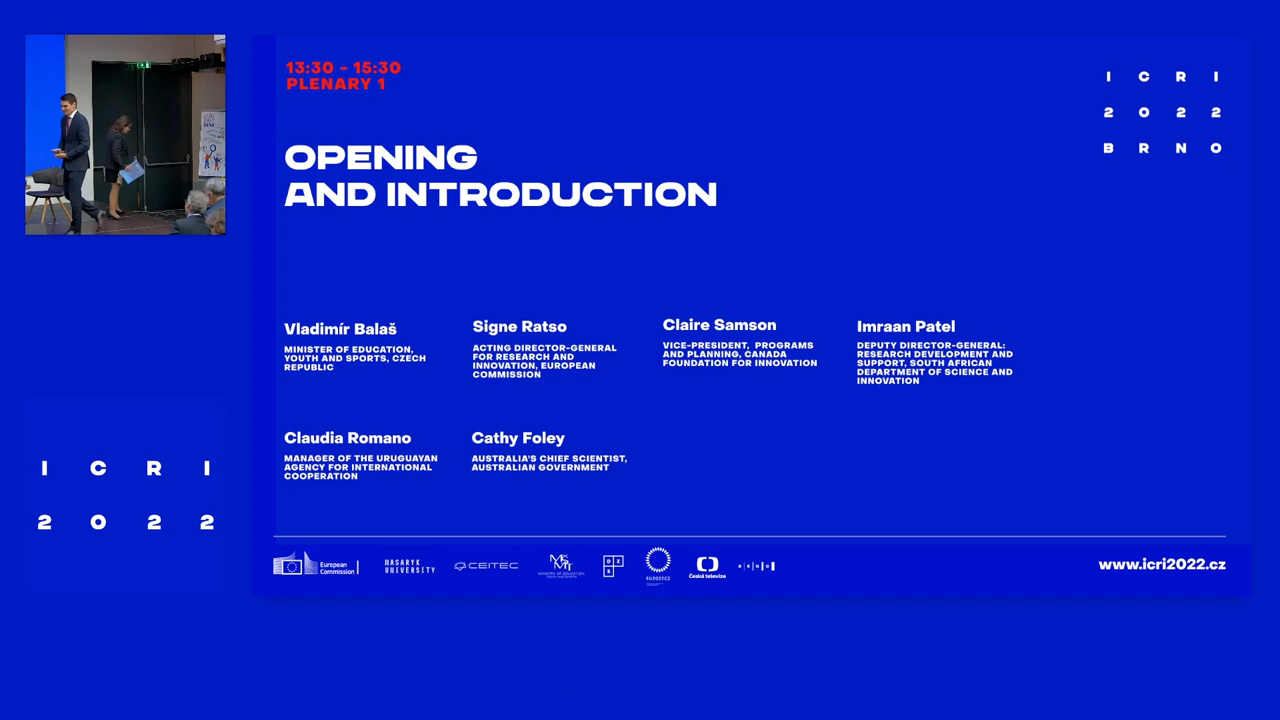 13:30 - 15:30
PLENARY 1
I C R I
2 0 2 2
B R N O
OPENING
AND INTRODUCTION
Vladimír Balaš
MINISTER OF EDUCATION,
YOUTH AND SPORTS, CZECH
REPUBLIC
Signe Ratso
ACTING DIRECTOR-GENERAL
FOR RESEARCH AND
INNOVATION, EUROPEAN
COMMISSION
Claire Samson
VICE-PRESIDENT, PROGRAMS
AND PLANNING, CANADA
FOUNDATION FOR INNOVATION
Imraan Patel
DEPUTY DIRECTOR-GENERAL:
RESEARCH DEVELOPMENT AND
SUPPORT, SOUTH AFRICAN
DEPARTMENT OF SCIENCE AND
INNOVATION
Claudia Romano
MANAGER OF THE URUGUAYAN
AGENCY FOR INTERNATIONAL
COOPERATION
Cathy Foley
AUSTRALIA'S CHIEF SCIENTIST,
AUSTRALIAN GOVERNMENT
I C R I
2 0 2 2
European
Commission
MASARYK
UNIVERSITY
CEITEC
MINISTRY OF EDUCATION,
D Z
S
Česká televize
B R N O
www.icri2022.cz